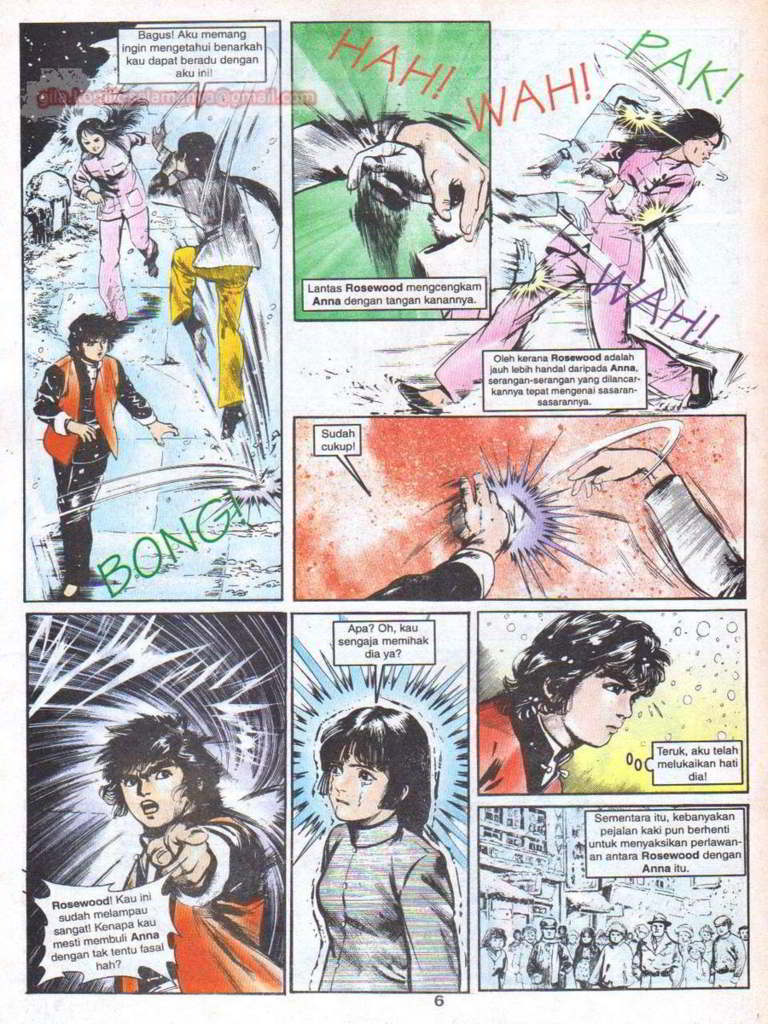 Bagus! Aku memang
ingin mengetahui benarkah
kau dapat beradu dengan
aku ini!
BONG!
HAH!
WAH!
PAK!
WAH!
Lantas Rosewood mengcengkam
Anna dengan tangan kanannya.
Oleh kerana Rosewood adalah
jauh lebih handal daripada Anna,
serangan-serangan yang dilancar-
kannya tepat mengenai sasaran-
sasarannya.
Sudah
cukup!
Rosewood! Kau ini
sudah melampau
sangat! Kenapa kau
mesti membuli Anna
dengan tak tentu fasal
hah?
Apa? Oh, kau
sengaja memihak
dia ya?
Teruk, aku telah
melukaikan hati
dia!
Sementara itu, kebanyakan
pejalan kaki pun berhenti
untuk menyaksikan perlawan-
an antara Rosewood dengan
Anna itu.
6